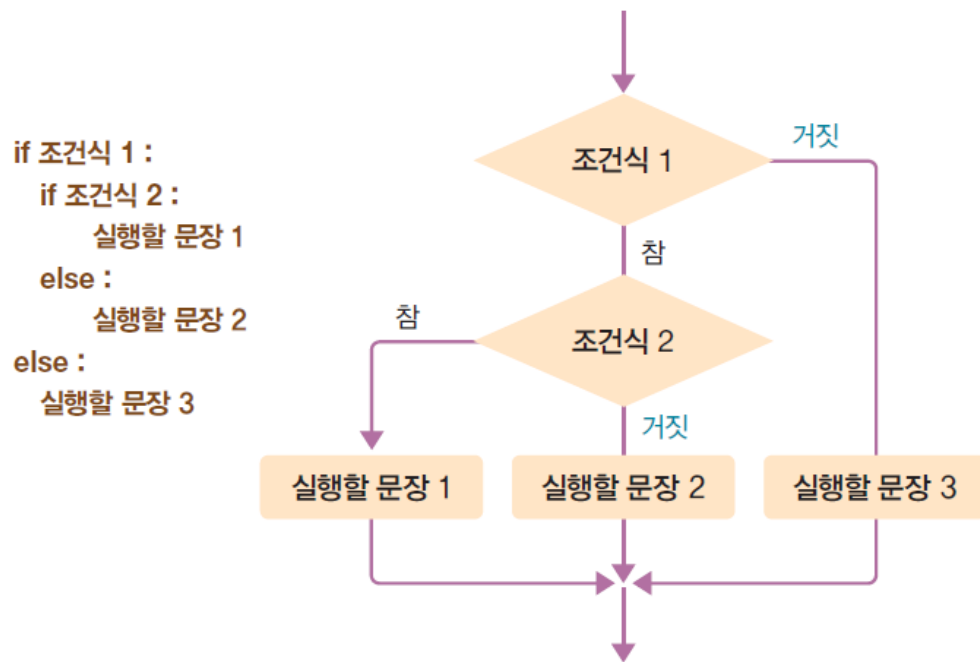 if 조건식 1 :
if 조건식 2 :
실행할 문장 1
else :
실행할 문장 2
else :
실행할 문장 3
조건식 1
거짓
참
조건식 2
참
거짓
실행할 문장 1
실행할 문장 2
실행할 문장 3